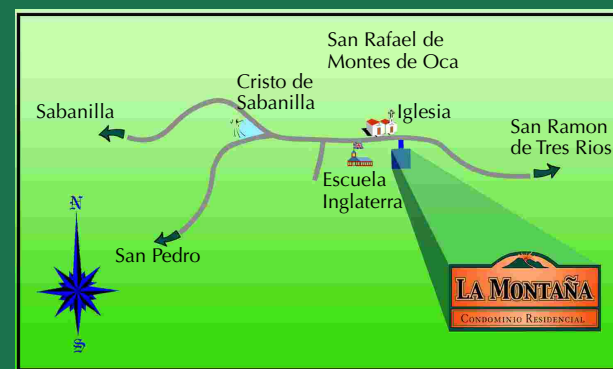 San Rafael de
Montes de Oca
Cristo de
Sabanilla
Sabanilla
Iglesia
San Ramon
de Tres Rios
Escuela
Inglaterra
San Pedro
N
S
LA MONTAÑA
CONDOMINIO RESIDENCIAL